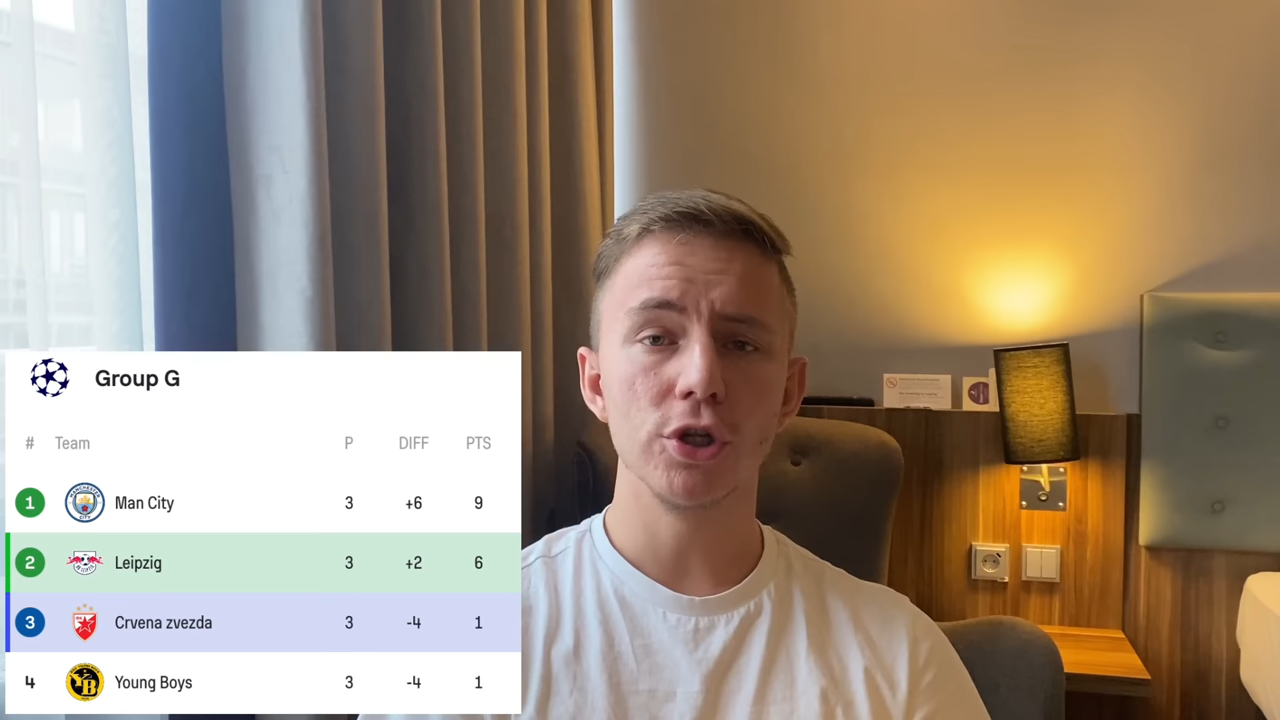 Group G
# Team P DIFF PTS
1 Man City 3 +6 9
2 Leipzig 3 +2 6
3 Crvena zvezda 3 -4 1
4 Young Boys 3 -4 1